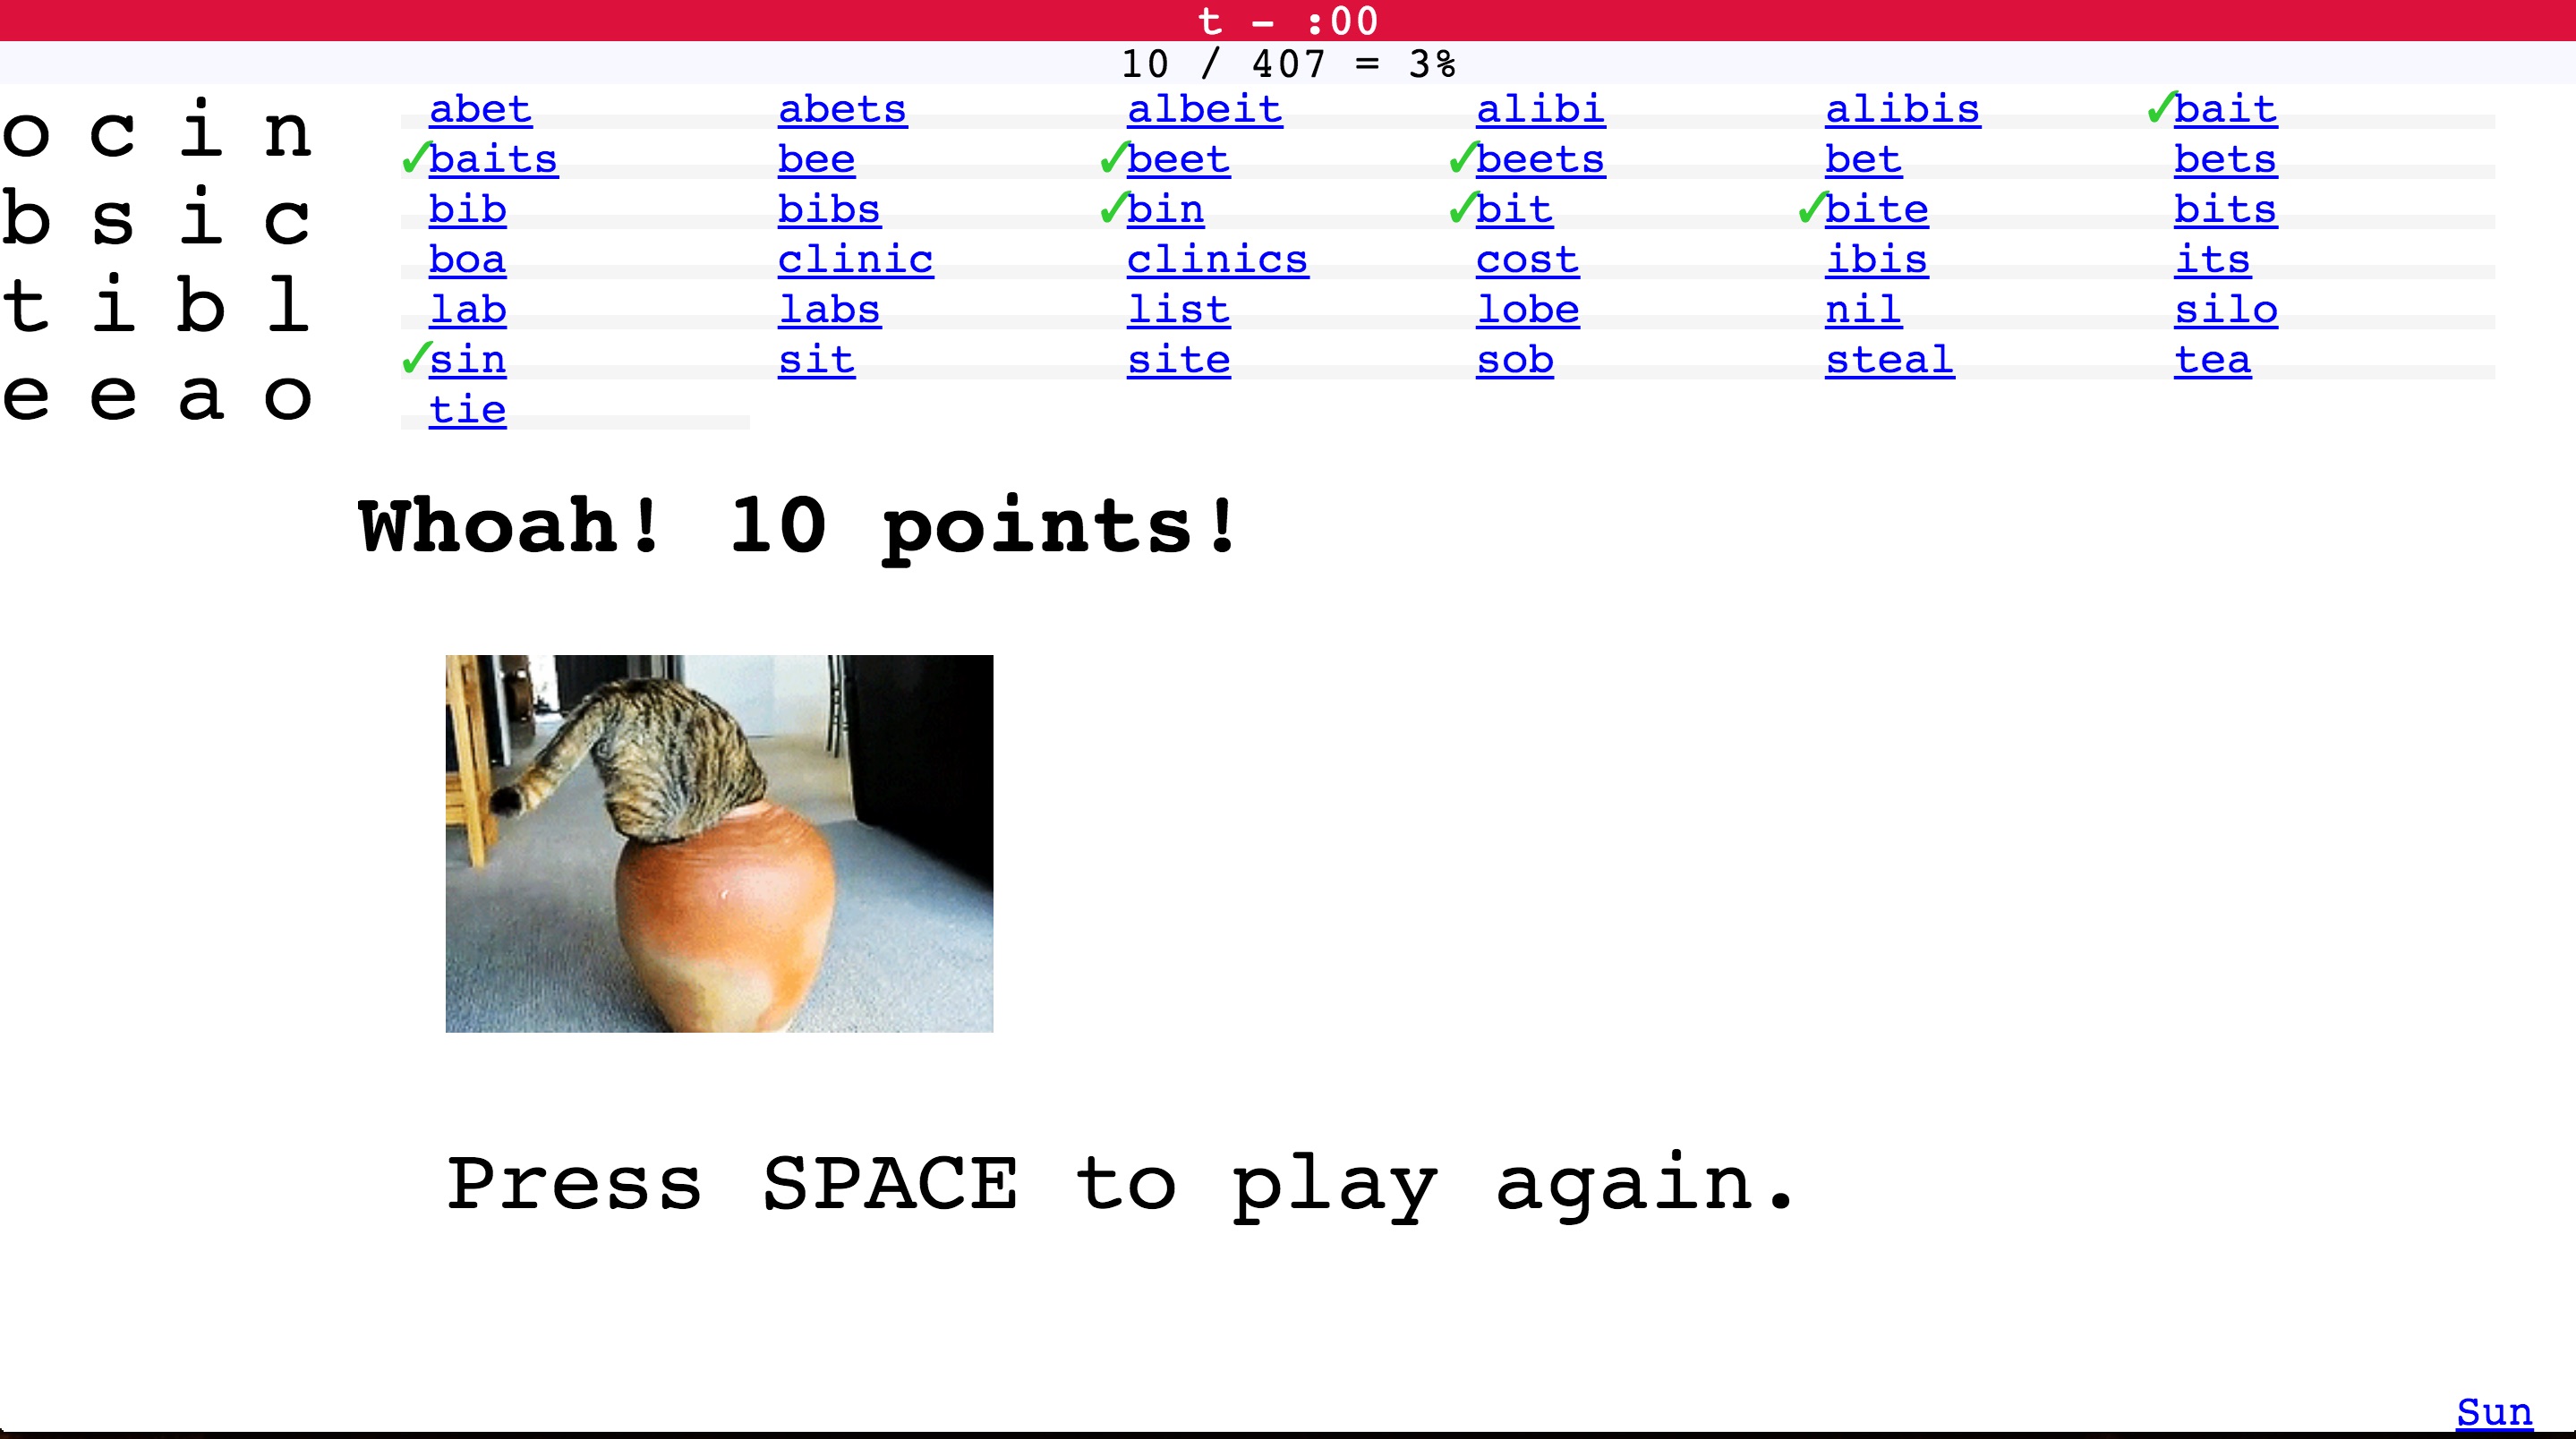 t - :00
10 / 407 = 3%
o c i n
b s i c
t i b l
e e a o
abet abets albeit alibi alibis ✓bait
✓baits bee ✓beet ✓beets bet bets
bib bibs ✓bin ✓bit ✓bite bits
boa clinic clinics cost ibis its
lab labs list lobe nil silo
✓sin sit site sob steal tea
tie
Whoah! 10 points!
Press SPACE to play again.
Sun